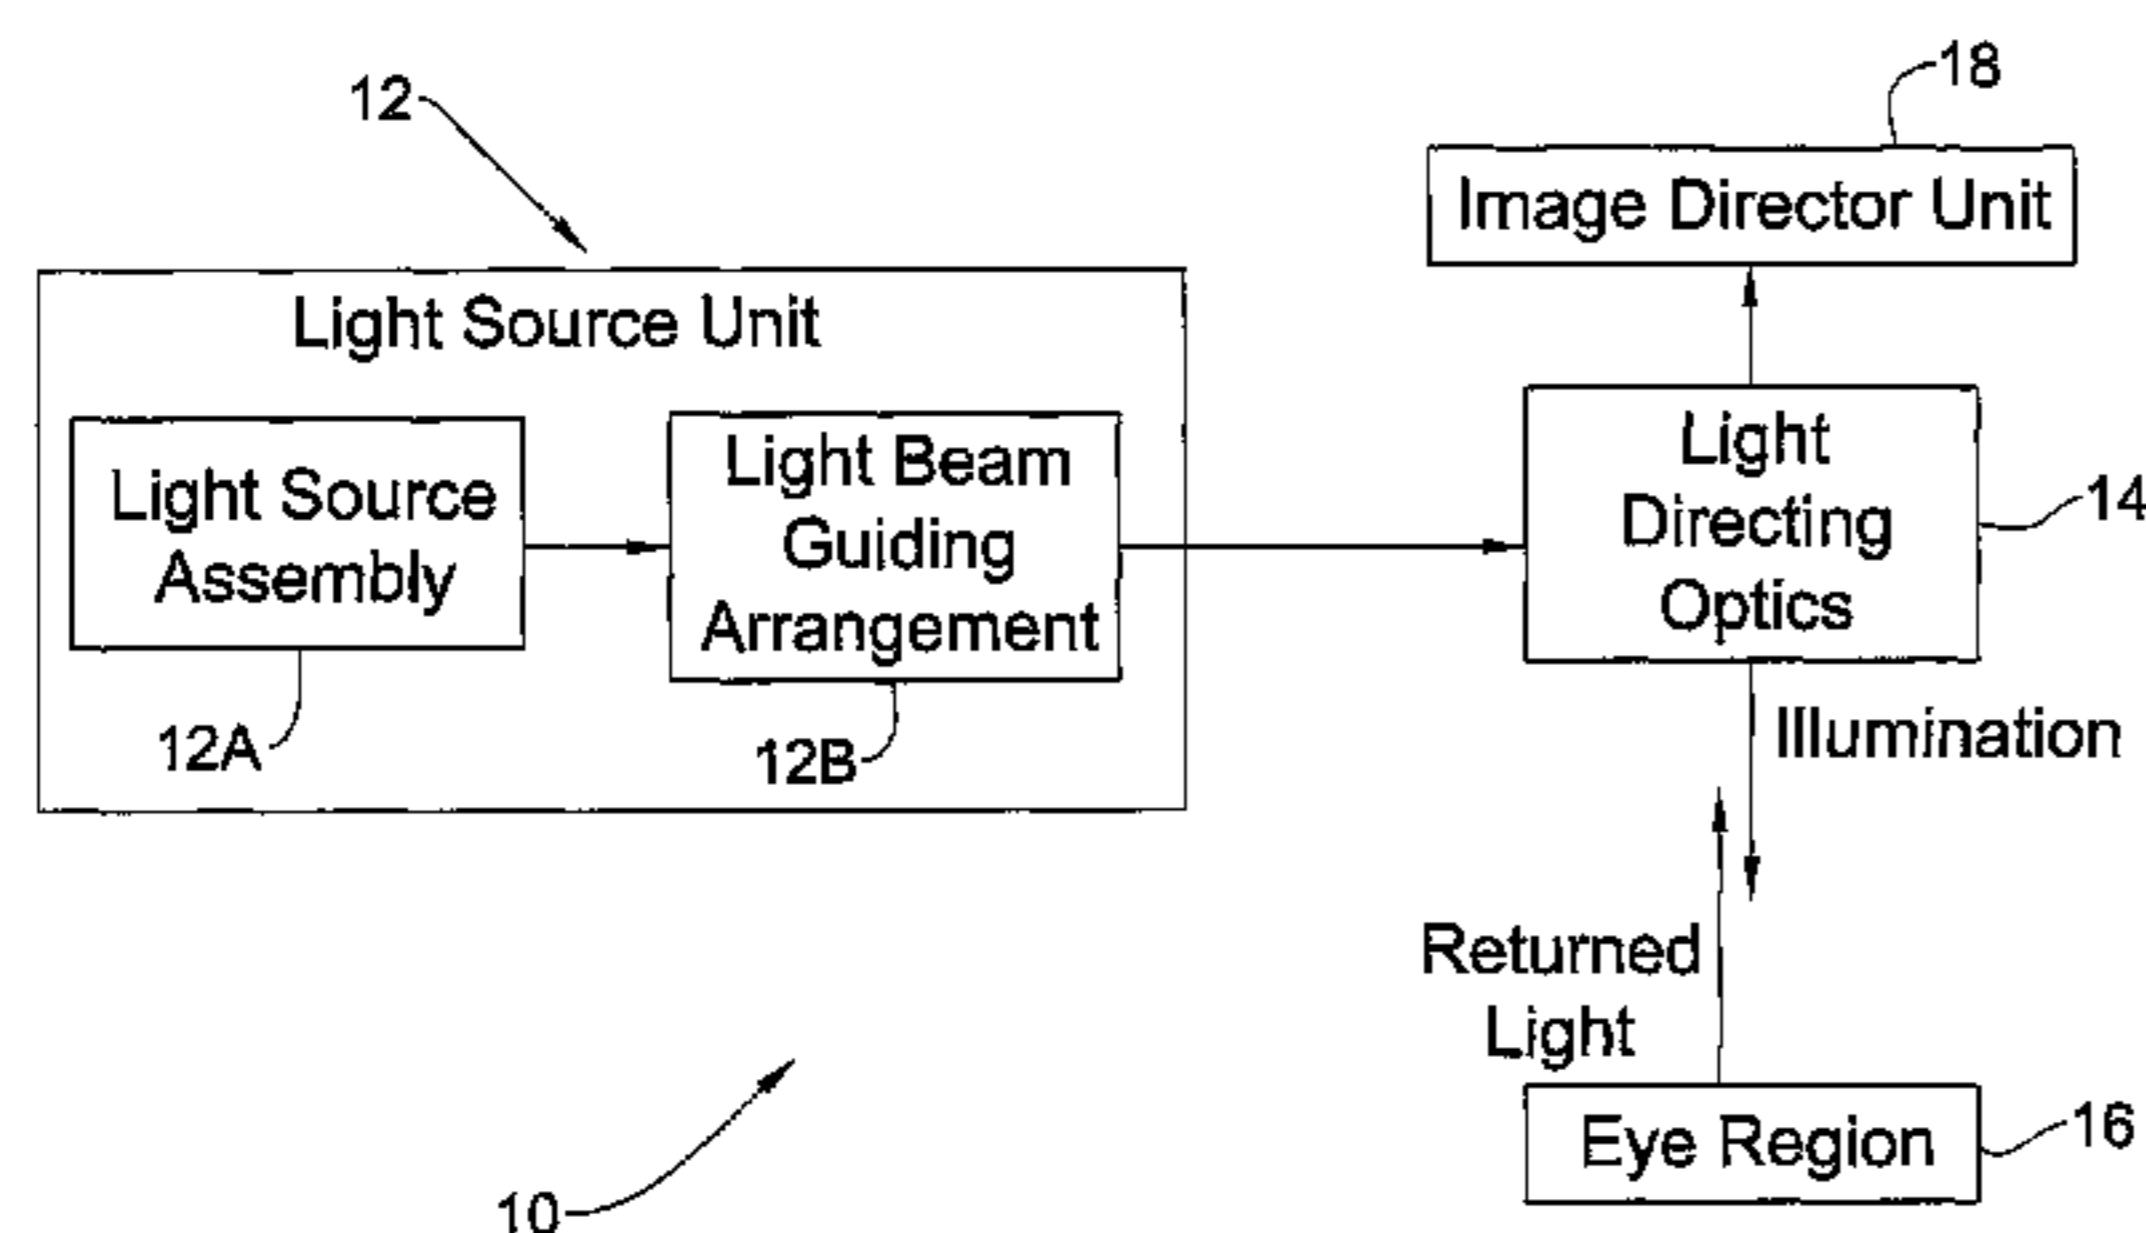 12
18
Image Director Unit
Light Source Unit
Light Source
Assembly
Light Beam
Guiding
Arrangement
Light
Directing
Optics
14
12A
12B
Illumination
Returned
Light
Eye Region
16
10